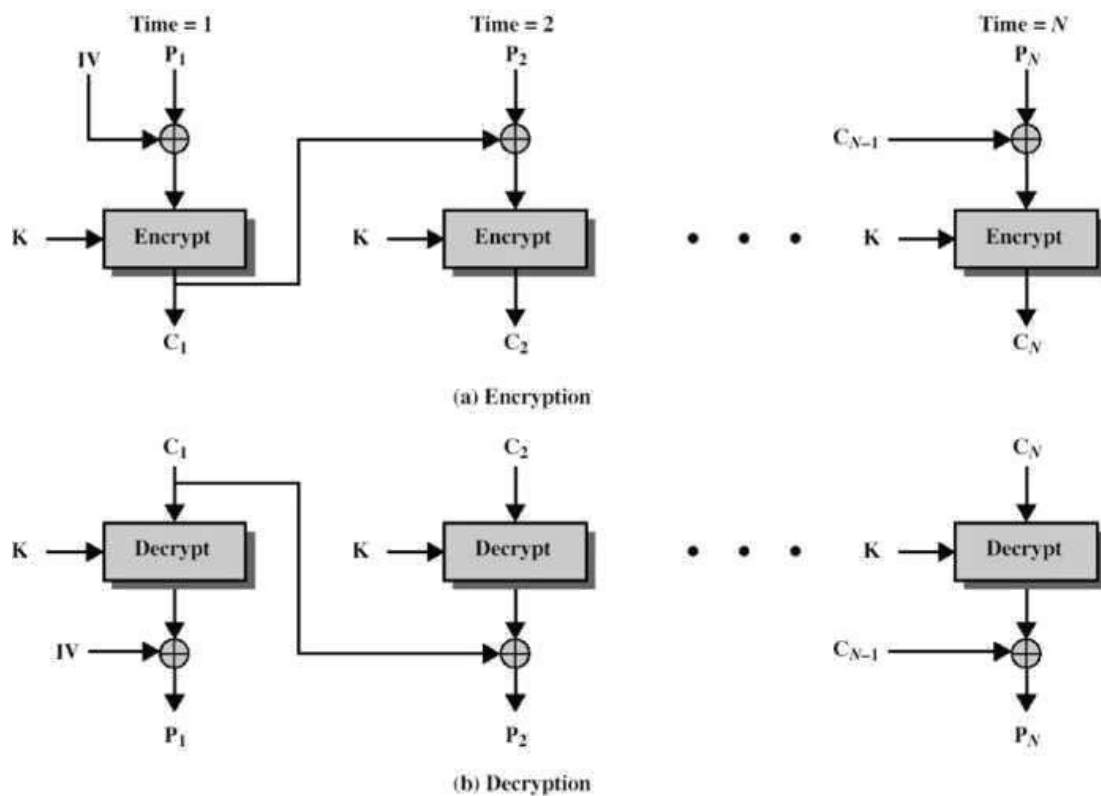 Time = 1
Time = 2
Time = N
IV
P1
P2
PN
CN–1
K
Encrypt
K
Encrypt
• • •
K
Encrypt
C1
C2
CN
(a) Encryption
C1
C2
CN
K
Decrypt
K
Decrypt
• • •
K
Decrypt
IV
CN–1
P1
P2
PN
(b) Decryption